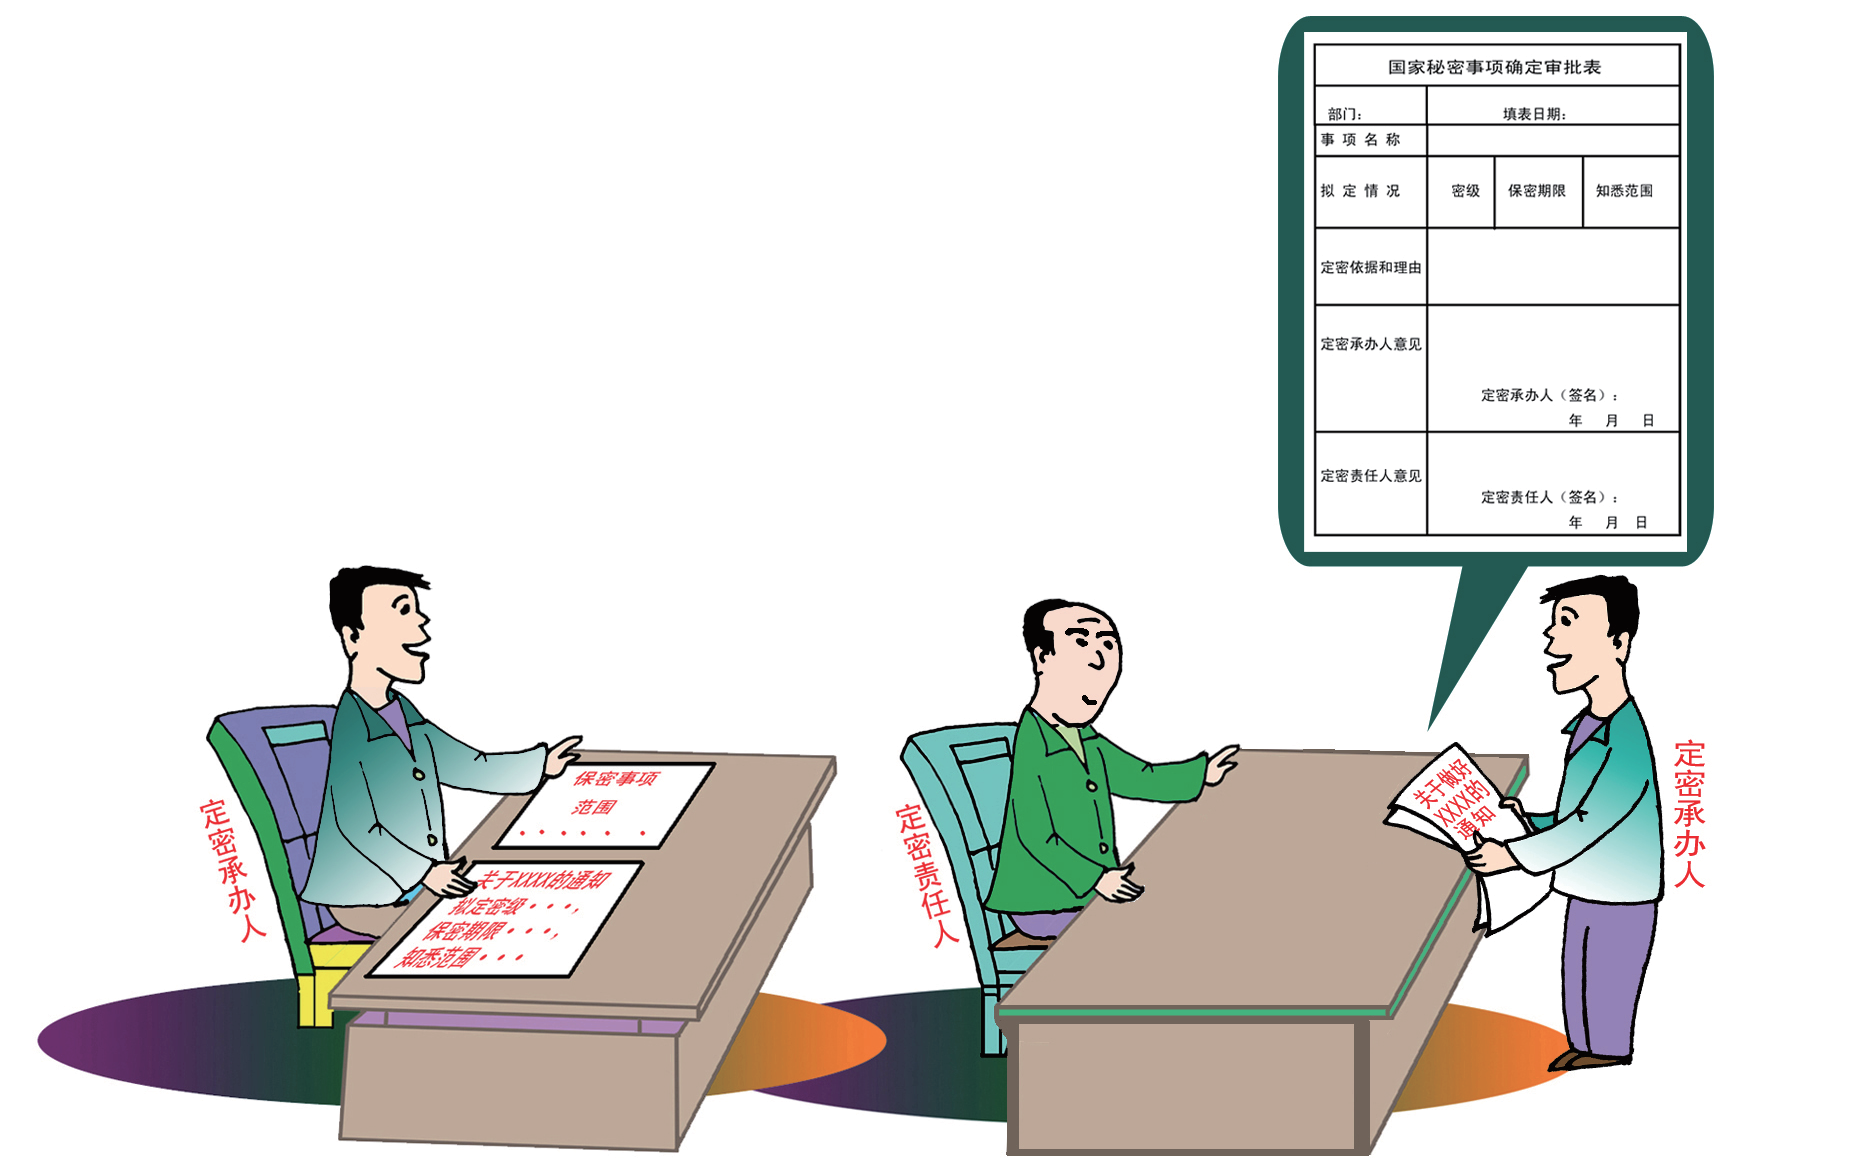 国家秘密事项确定审批表
部门： 填表日期：
事项名称
拟定情况 密级 保密期限 知悉范围
定密依据和理由
定密承办人意见
定密承办人（签名）：
年 月 日
定密责任人意见
定密责任人（签名）：
年 月 日
定密承办人
保密事项
范围
······
关于XXXX的通知
拟定密级···，
保密期限···，
知悉范围···
定密责任人
关于做好
XXXX的
通知
定密承办人